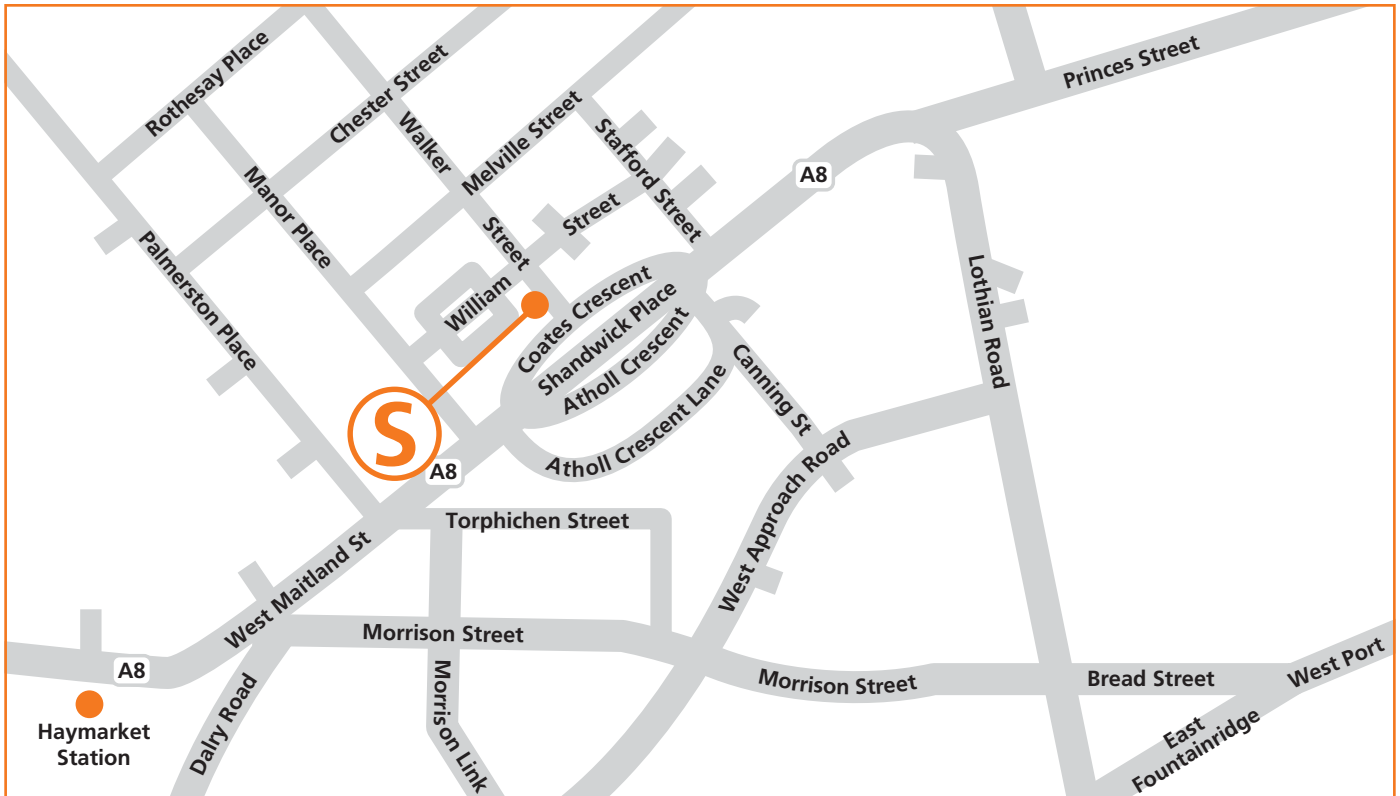 Rothesay Place
Chester Street
Princes Street
Walker
Street
Melville Street
Stafford Street
A8
Manor Place
William
Street
Palmerston Place
Coates Crescent
Shandwick Place
Atholl Crescent
Atholl Crescent Lane
Canning St
Lothian Road
S
A8
West Approach Road
Torphichen Street
West Maitland St
Morrison Street
A8
Haymarket
Station
Dalry Road
Morrison Link
Morrison Street
Bread Street
West Port
East
Fountainridge